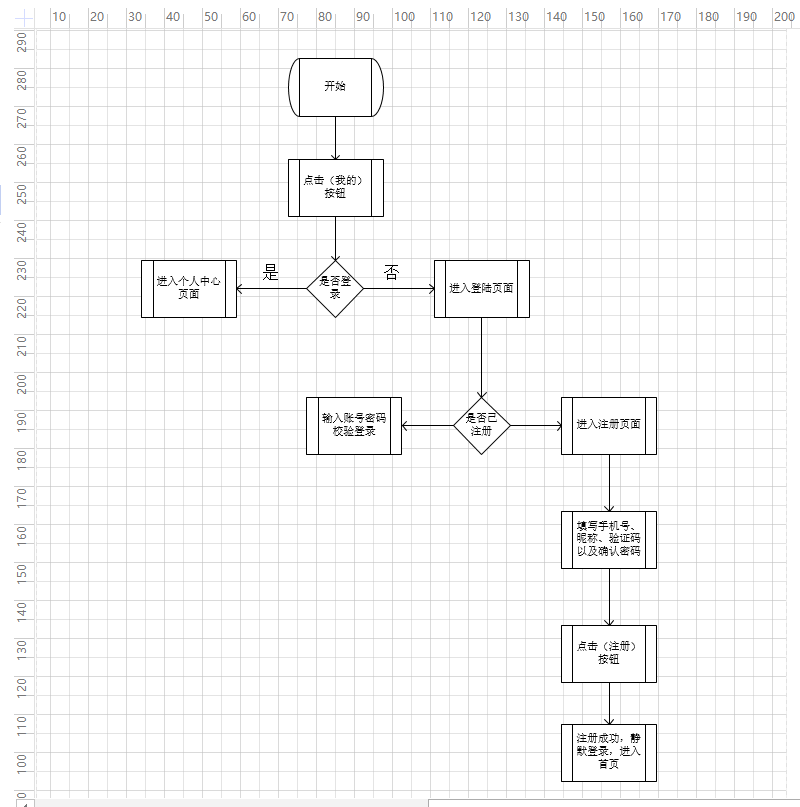 10 20 30 40 50 60 70 80 90 100 110 120 130 140 150 160 170 180 190 200
290
280
270
260
250
240
230
220
210
200
190
180
170
160
150
140
130
120
110
100
开始
点击（我的）
按钮
进入个人中心
页面
是
是否登
录
否
进入登陆页面
输入账号密码
校验登录
是否已
注册
进入注册页面
填写手机号、
昵称、验证码
以及确认密码
点击（注册）
按钮
注册成功，静
默登录，进入
首页